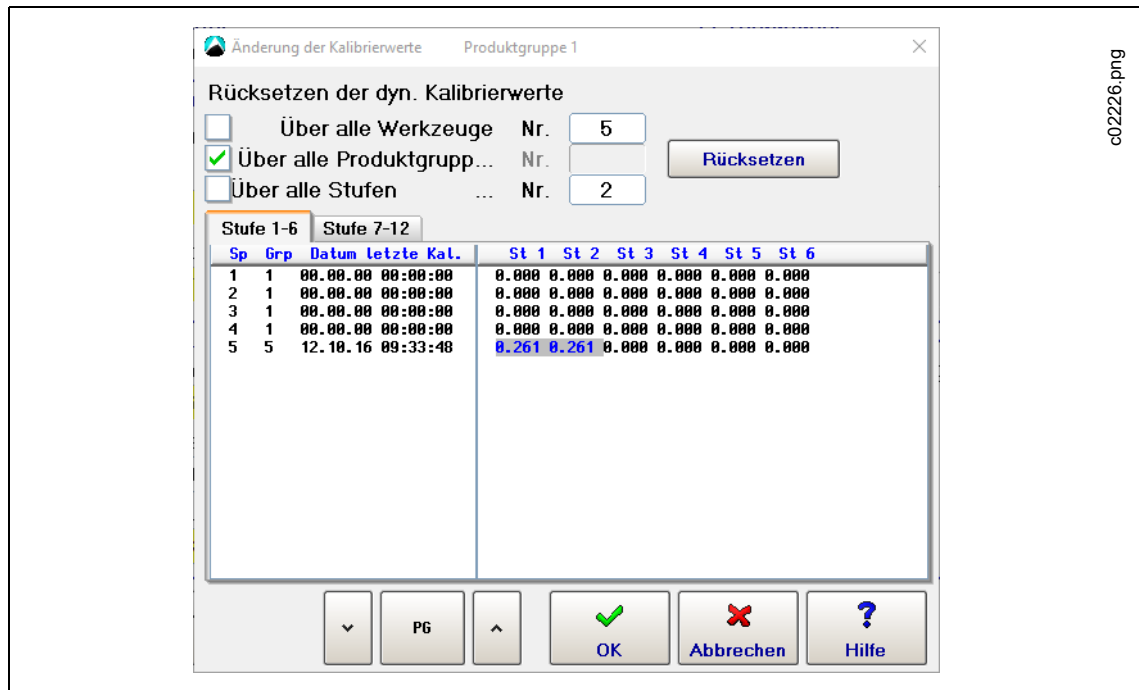 Änderung der Kalibrierwerte Produktgruppe 1
Rücksetzen der dyn. Kalibrierwerte
Über alle Werkzeuge Nr. 5
Über alle Produktgrupp... Nr.
Rücksetzen
Über alle Stufen ... Nr. 2
Stufe 1-6 Stufe 7-12
Sp Grp Datum letzte Kal. St 1 St 2 St 3 St 4 St 5 St 6
1 1 00.00.00 00:00:00 0.000 0.000 0.000 0.000 0.000 0.000
2 1 00.00.00 00:00:00 0.000 0.000 0.000 0.000 0.000 0.000
3 1 00.00.00 00:00:00 0.000 0.000 0.000 0.000 0.000 0.000
4 1 00.00.00 00:00:00 0.000 0.000 0.000 0.000 0.000 0.000
5 5 12.10.16 09:33:48 0.261 0.261 0.000 0.000 0.000 0.000
PG
OK Abbrechen Hilfe
c02226.png